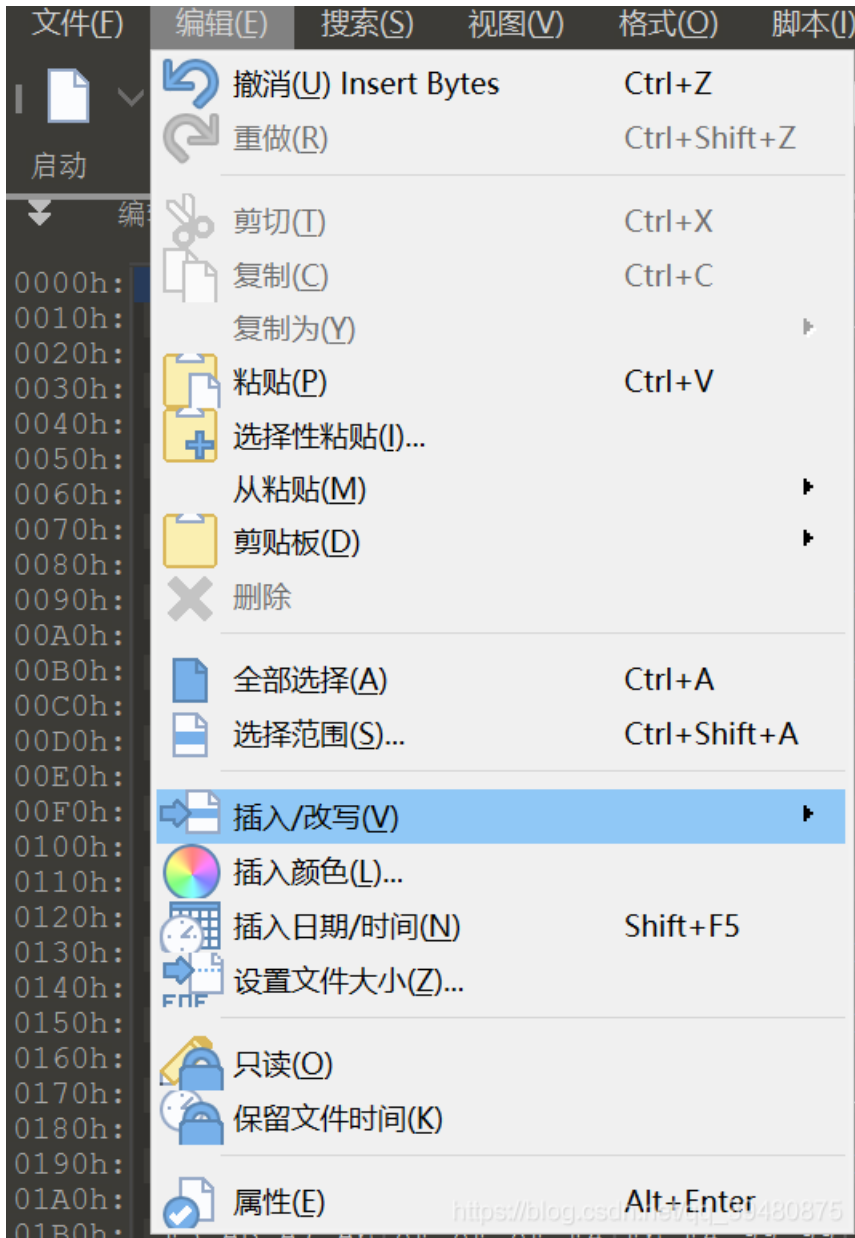 文件(F) 编辑(E) 搜索(S) 视图(V) 格式(O) 脚本(I)
启动
编
撤消(U) Insert Bytes Ctrl+Z
重做(R) Ctrl+Shift+Z
剪切(T) Ctrl+X
复制(C) Ctrl+C
复制为(Y)
粘贴(P) Ctrl+V
选择性粘贴(I)...
从粘贴(M)
剪贴板(D)
删除
全部选择(A) Ctrl+A
选择范围(S)... Ctrl+Shift+A
插入/改写(V)
插入颜色(L)...
插入日期/时间(N) Shift+F5
设置文件大小(Z)...
只读(O)
保留文件时间(K)
属性(E) Alt+Enter
0000h:
0010h:
0020h:
0030h:
0040h:
0050h:
0060h:
0070h:
0080h:
0090h:
00A0h:
00B0h:
00C0h:
00D0h:
00E0h:
00F0h:
0100h:
0110h:
0120h:
0130h:
0140h:
0150h:
0160h:
0170h:
0180h:
0190h:
01A0h:
01B0h: